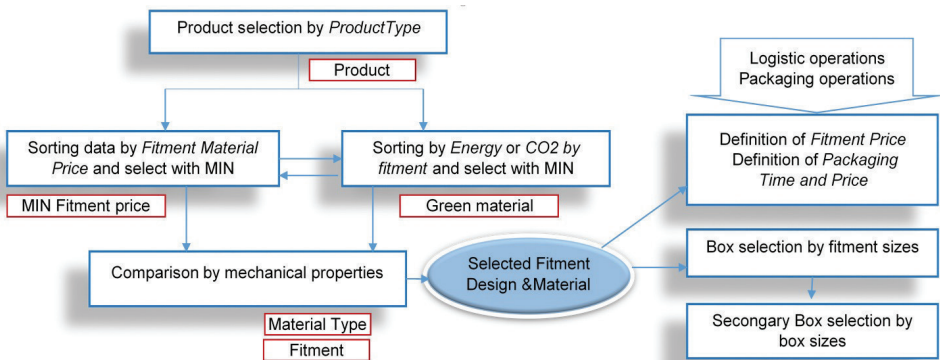 Product selection by ProductType
Product
Logistic operations
Packaging operations
Sorting data by Fitment Material
Price and select with MIN
Sorting by Energy or CO2 by
fitment and select with MIN
Definition of Fitment Price
Definition of Packaging
Time and Price
MIN Fitment price
Green material
Comparison by mechanical properties
Selected Fitment
Design &Material
Box selection by fitment sizes
Material Type
Fitment
Secongary Box selection by
box sizes